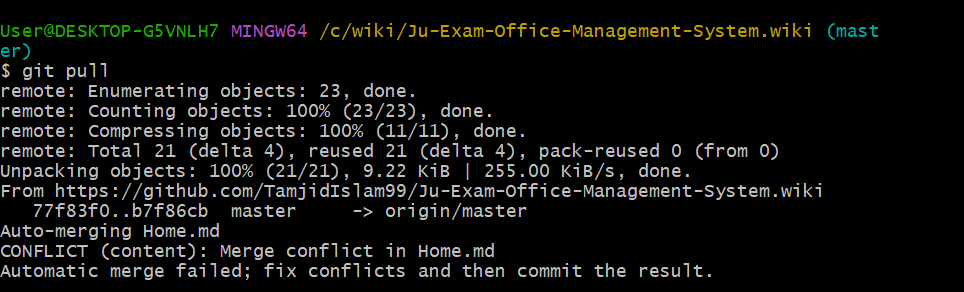 User@DESKTOP-G5VNLH7 MINGW64 /c/wiki/Ju-Exam-Office-Management-System.wiki (mast
er)
$ git pull
remote: Enumerating objects: 23, done.
remote: Counting objects: 100% (23/23), done.
remote: Compressing objects: 100% (11/11), done.
remote: Total 21 (delta 4), reused 21 (delta 4), pack-reused 0 (from 0)
Unpacking objects: 100% (21/21), 9.22 KiB | 255.00 KiB/s, done.
From https://github.com/TamjidIslam99/Ju-Exam-Office-Management-System.wiki
   77f83f0..b7f86cb  master     -> origin/master
Auto-merging Home.md
CONFLICT (content): Merge conflict in Home.md
Automatic merge failed; fix conflicts and then commit the result.